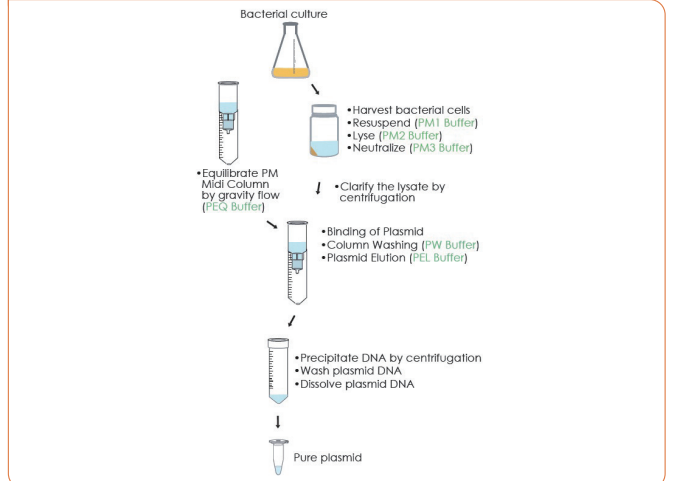 Bacterial culture
•Harvest bacterial cells
•Resuspend (PM1 Buffer)
•Lyse (PM2 Buffer)
•Neutralize (PM3 Buffer)
•Equilibrate PM
Midi Column
by gravity flow
(PEQ Buffer)
•Clarify the lysate by
centrifugation
•Binding of Plasmid
•Column Washing (PW Buffer)
•Plasmid Elution (PEL Buffer)
•Precipitate DNA by centrifugation
•Wash plasmid DNA
•Dissolve plasmid DNA
Pure plasmid